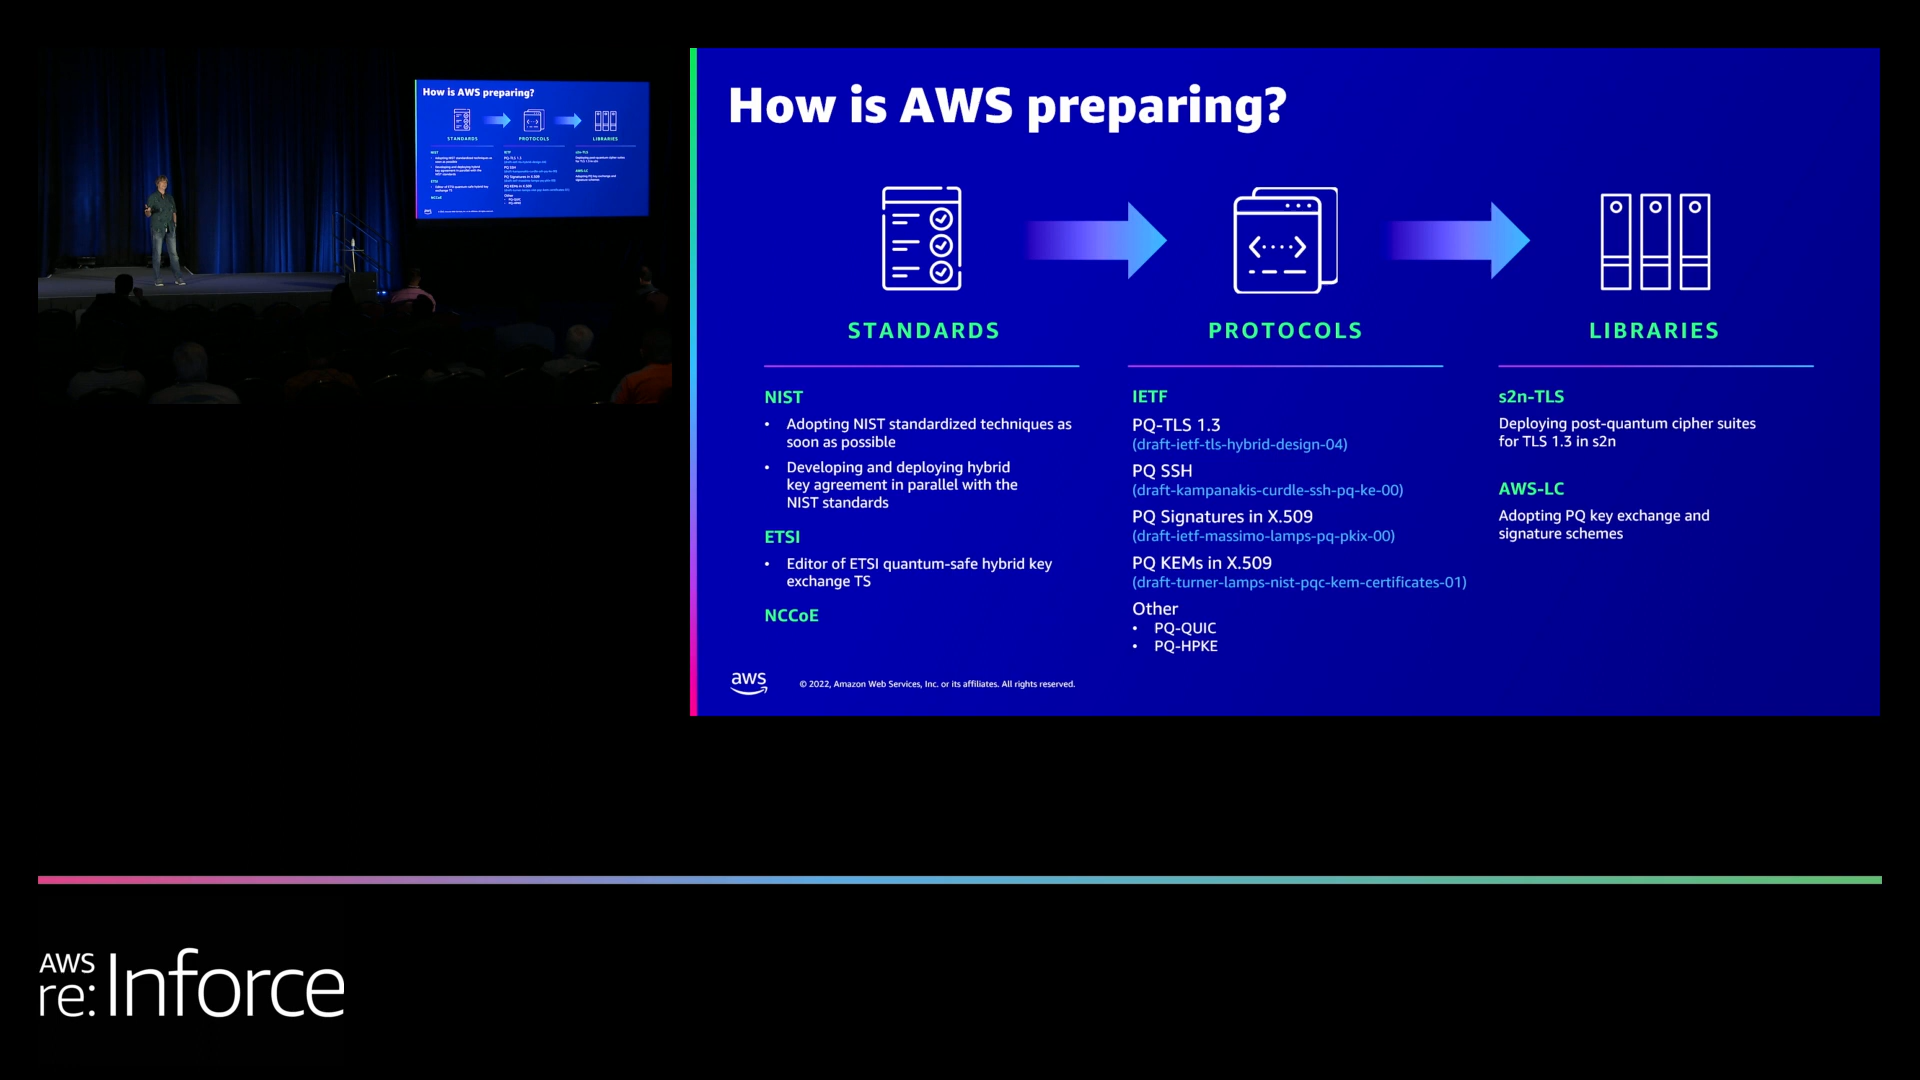 How is AWS preparing?
STANDARDS
PROTOCOLS
LIBRARIES
NIST
• Adopting NIST standardized techniques as
soon as possible
• Developing and deploying hybrid
key agreement in parallel with the
NIST standards
ETSI
• Editor of ETSI quantum-safe hybrid key
exchange TS
NCCoE
IETF
PQ-TLS 1.3
(draft-ietf-tls-hybrid-design-04)
PQ SSH
(draft-kampanakis-curdle-ssh-pq-ke-00)
PQ Signatures in X.509
(draft-ietf-massimo-lamps-pq-pkix-00)
PQ KEMs in X.509
(draft-turner-lamps-nist-pqc-kem-certificates-01)
Other
• PQ-QUIC
• PQ-HPKE
s2n-TLS
Deploying post-quantum cipher suites
for TLS 1.3 in s2n
AWS-LC
Adopting PQ key exchange and
signature schemes
aws
© 2022, Amazon Web Services, Inc. or its affiliates. All rights reserved.
How is AWS preparing?
STANDARDS
PROTOCOLS
LIBRARIES
AWS
re:Inforce